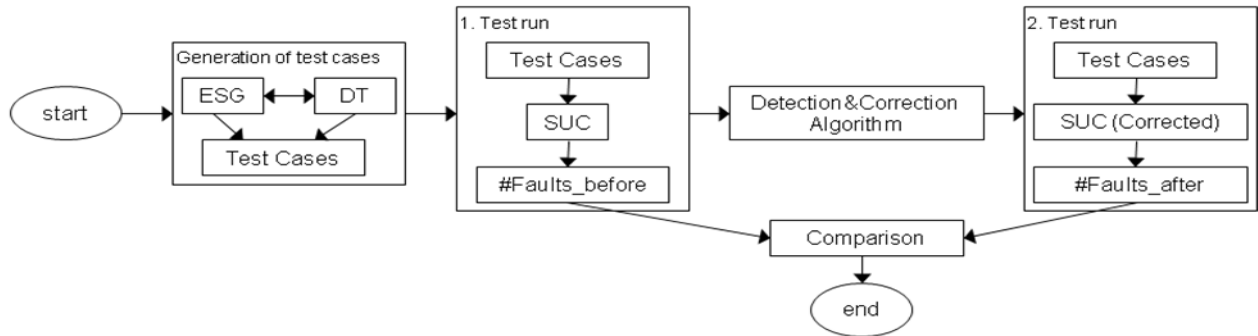 start
Generation of test cases
ESG
DT
Test Cases
1. Test run
Test Cases
SUC
#Faults_before
Detection&Correction
Algorithm
2. Test run
Test Cases
SUC (Corrected)
#Faults_after
Comparison
end